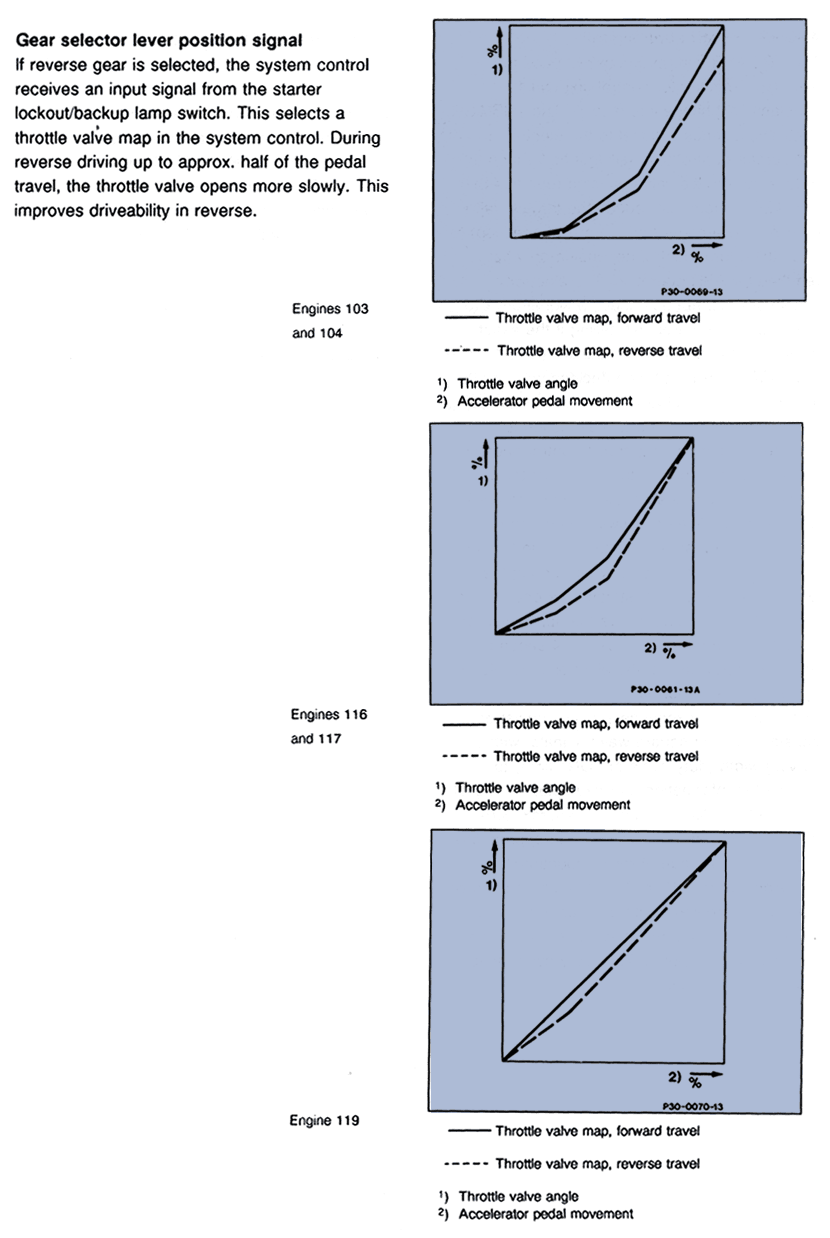 Gear selector lever position signal
If reverse gear is selected, the system control
receives an input signal from the starter
lockout/backup lamp switch. This selects a
throttle valve map in the system control. During
reverse driving up to approx. half of the pedal
travel, the throttle valve opens more slowly. This
improves driveability in reverse.
%
1)
2) %
P30-0069-13
Engines 103
and 104
Throttle valve map, forward travel
Throttle valve map, reverse travel
1) Throttle valve angle
2) Accelerator pedal movement
%
1)
2) %
P30-0061-13A
Engines 116
and 117
Throttle valve map, forward travel
Throttle valve map, reverse travel
1) Throttle valve angle
2) Accelerator pedal movement
%
1)
2) %
P30-0070-13
Engine 119
Throttle valve map, forward travel
Throttle valve map, reverse travel
1) Throttle valve angle
2) Accelerator pedal movement